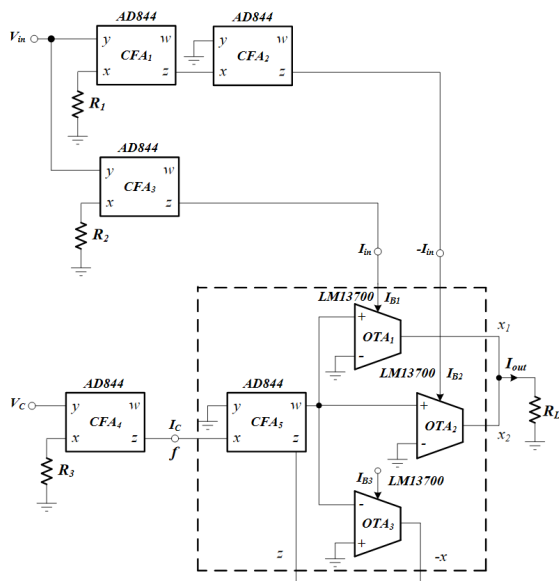 AD844
AD844
V_in
y w
CFA_1
x z
y w
CFA_2
x z
R_1
AD844
y w
CFA_3
x z
R_2
I_in
-I_in
LM13700
I_B1
+
OTA_1
-
x_1
LM13700
I_B2
I_out
+
OTA_2
-
x_2
R_L
AD844
AD844
V_C
y w
CFA_4
x z
I_C
f
y w
CFA_5
x z
R_3
I_B3
LM13700
-
OTA_3
+
z
-x